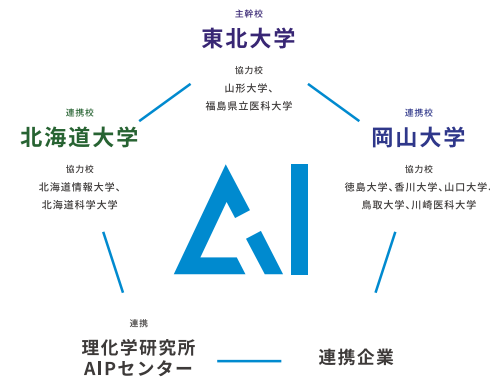 主幹校
東北大学
協力校
山形大学、
福島県立医科大学
連携校
北海道大学
協力校
北海道情報大学、
北海道科学大学
連携校
岡山大学
協力校
徳島大学、香川大学、山口大学、
鳥取大学、川崎医科大学
AI
連携
理化学研究所
AIPセンター
連携企業